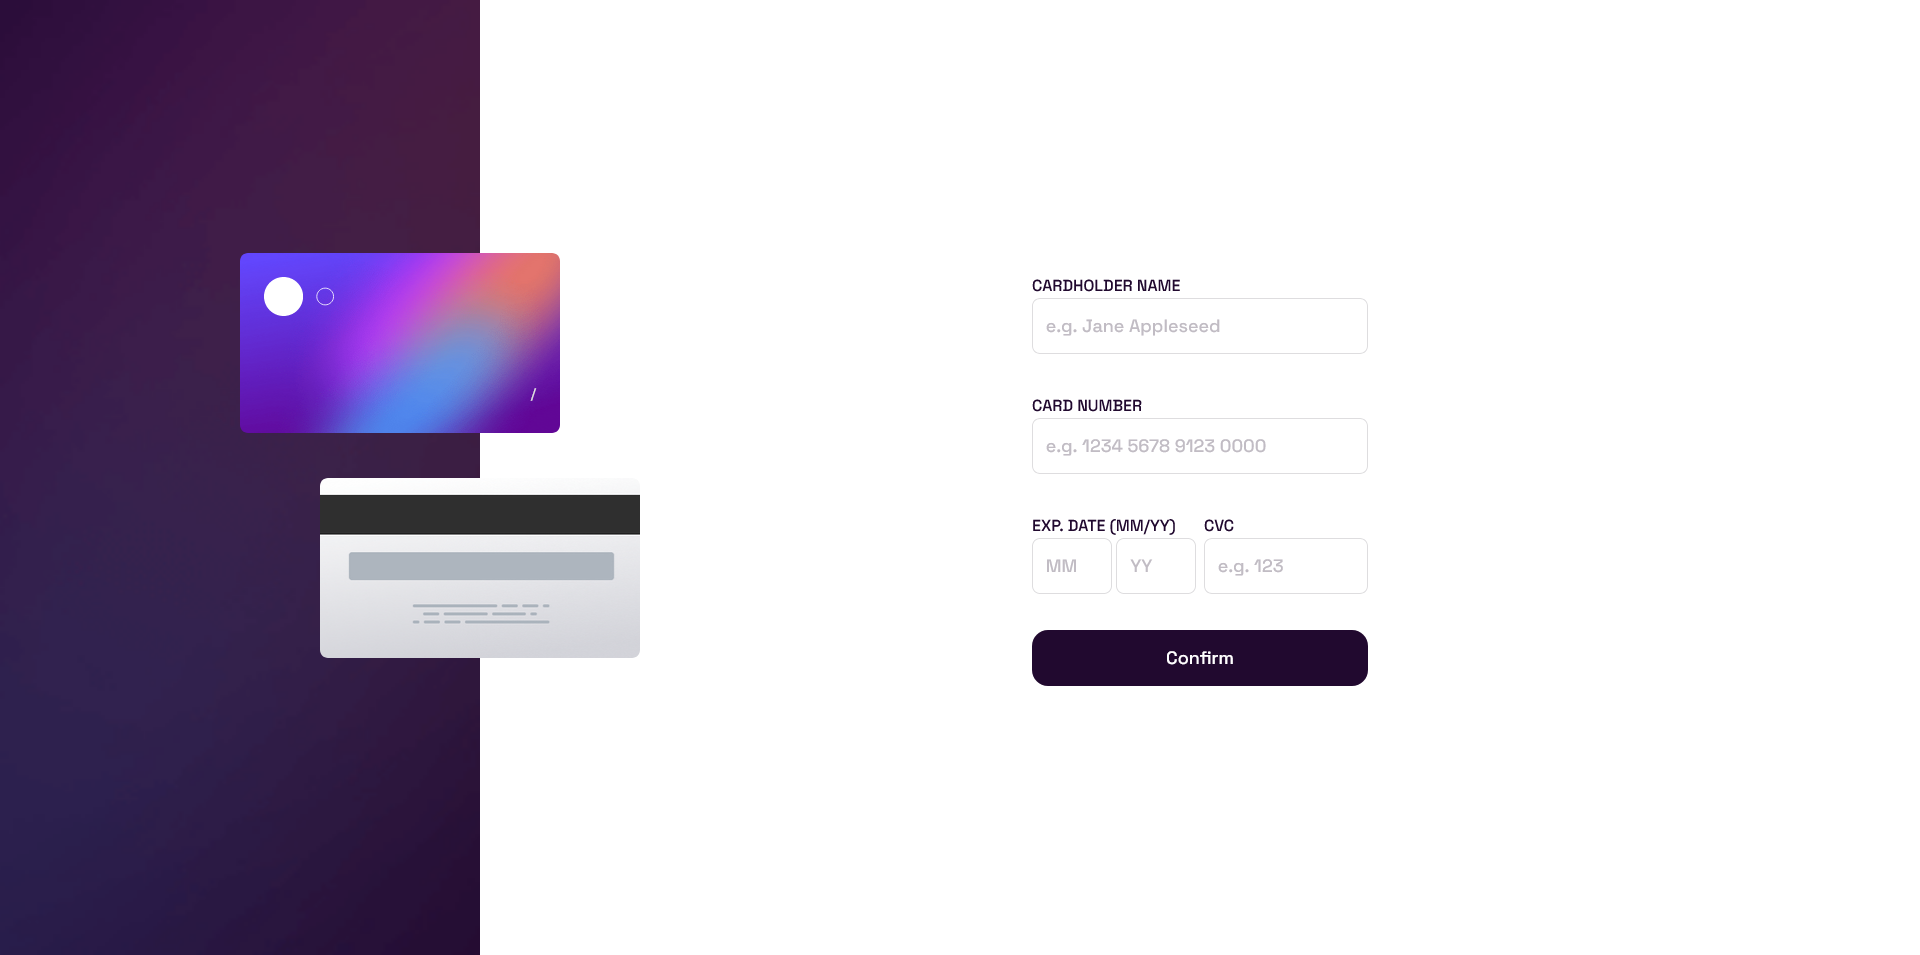 /
CARDHOLDER NAME
e.g. Jane Appleseed
CARD NUMBER
e.g. 1234 5678 9123 0000
EXP. DATE (MM/YY) CVC
MM YY e.g. 123
Confirm